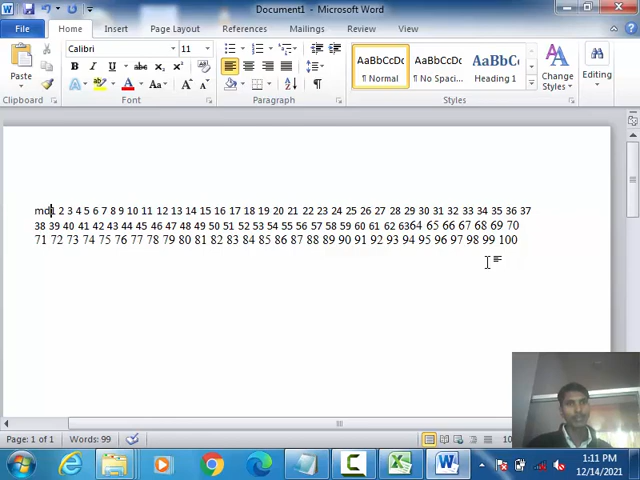 Document1 - Microsoft Word
File Home Insert Page Layout References Mailings Review View
Paste
Calibri 11
B I U abc Aa
AaBbCcDc AaBbCcDc AaBbC
¶ Normal ¶ No Spaci... Heading 1
Change Styles
Editing
Clipboard Font Paragraph Styles
md1 2 3 4 5 6 7 8 9 10 11 12 13 14 15 16 17 18 19 20 21 22 23 24 25 26 27 28 29 30 31 32 33 34 35 36 37
38 39 40 41 42 43 44 45 46 47 48 49 50 51 52 53 54 55 56 57 58 59 60 61 62 6364 65 66 67 68 69 70
71 72 73 74 75 76 77 78 79 80 81 82 83 84 85 86 87 88 89 90 91 92 93 94 95 96 97 98 99 100
Page: 1 of 1 Words: 99
1:11 PM
12/14/2021